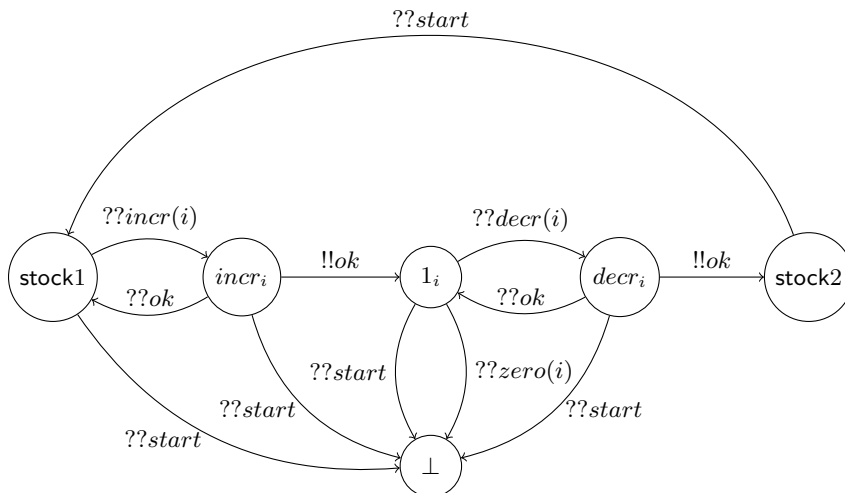 ??start
??incr(i)
??decr(i)
stock1
incr_i
!!ok
1_i
decr_i
!!ok
stock2
??ok
??ok
??start
??zero(i)
??start
??start
??start
⊥